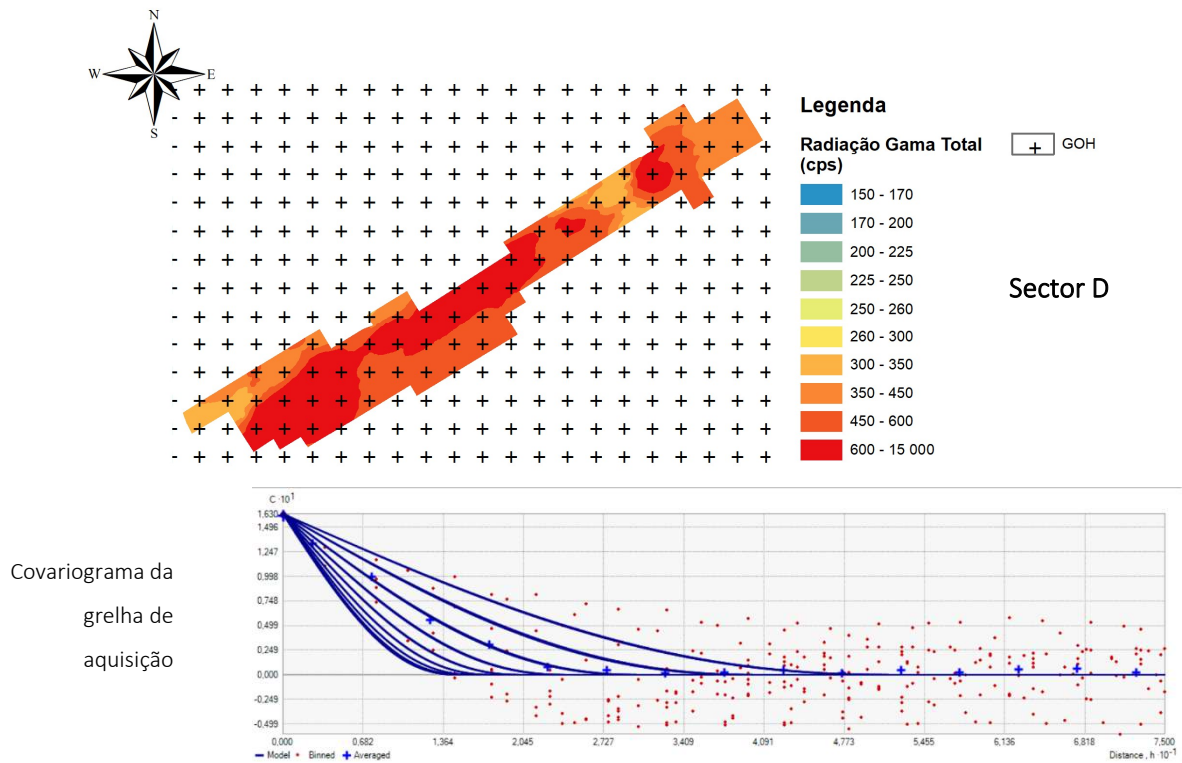 N
W
E
S
Legenda
Radiação Gama Total
(cps)
GOH
150 - 170
170 - 200
200 - 225
225 - 250
250 - 260
260 - 300
300 - 350
350 - 450
450 - 600
600 - 15 000
Sector D
Covariograma da
grelha de
aquisição
C ·10¹
1,630
1,496
1,247
0,998
0,748
0,499
0,249
0,000
-0,249
-0,499
0,000 0,682 1,364 2,045 2,727 3,409 4,091 4,773 5,455 6,136 6,818 7,500
Model Binned Averaged Distance , h ·10⁻¹